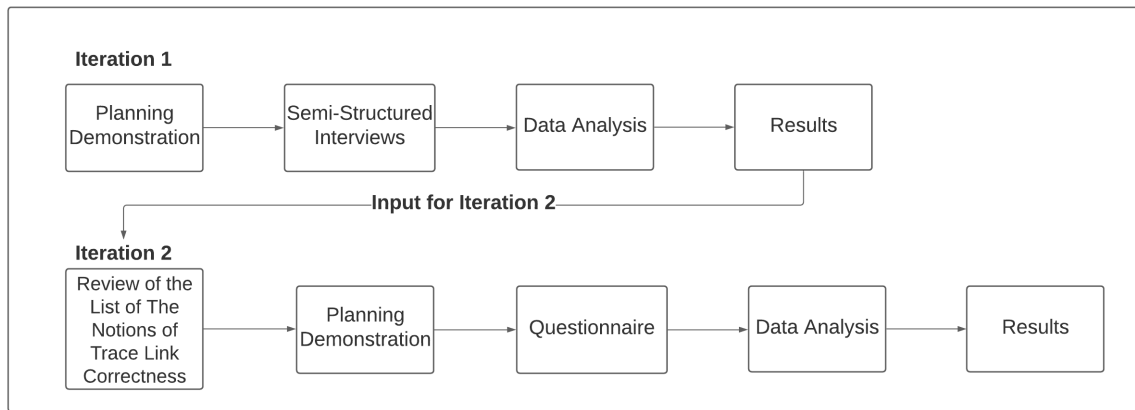 Iteration 1
Planning
Demonstration
Semi-Structured
Interviews
Data Analysis
Results
Input for Iteration 2
Iteration 2
Review of the
List of The
Notions of
Trace Link
Correctness
Planning
Demonstration
Questionnaire
Data Analysis
Results